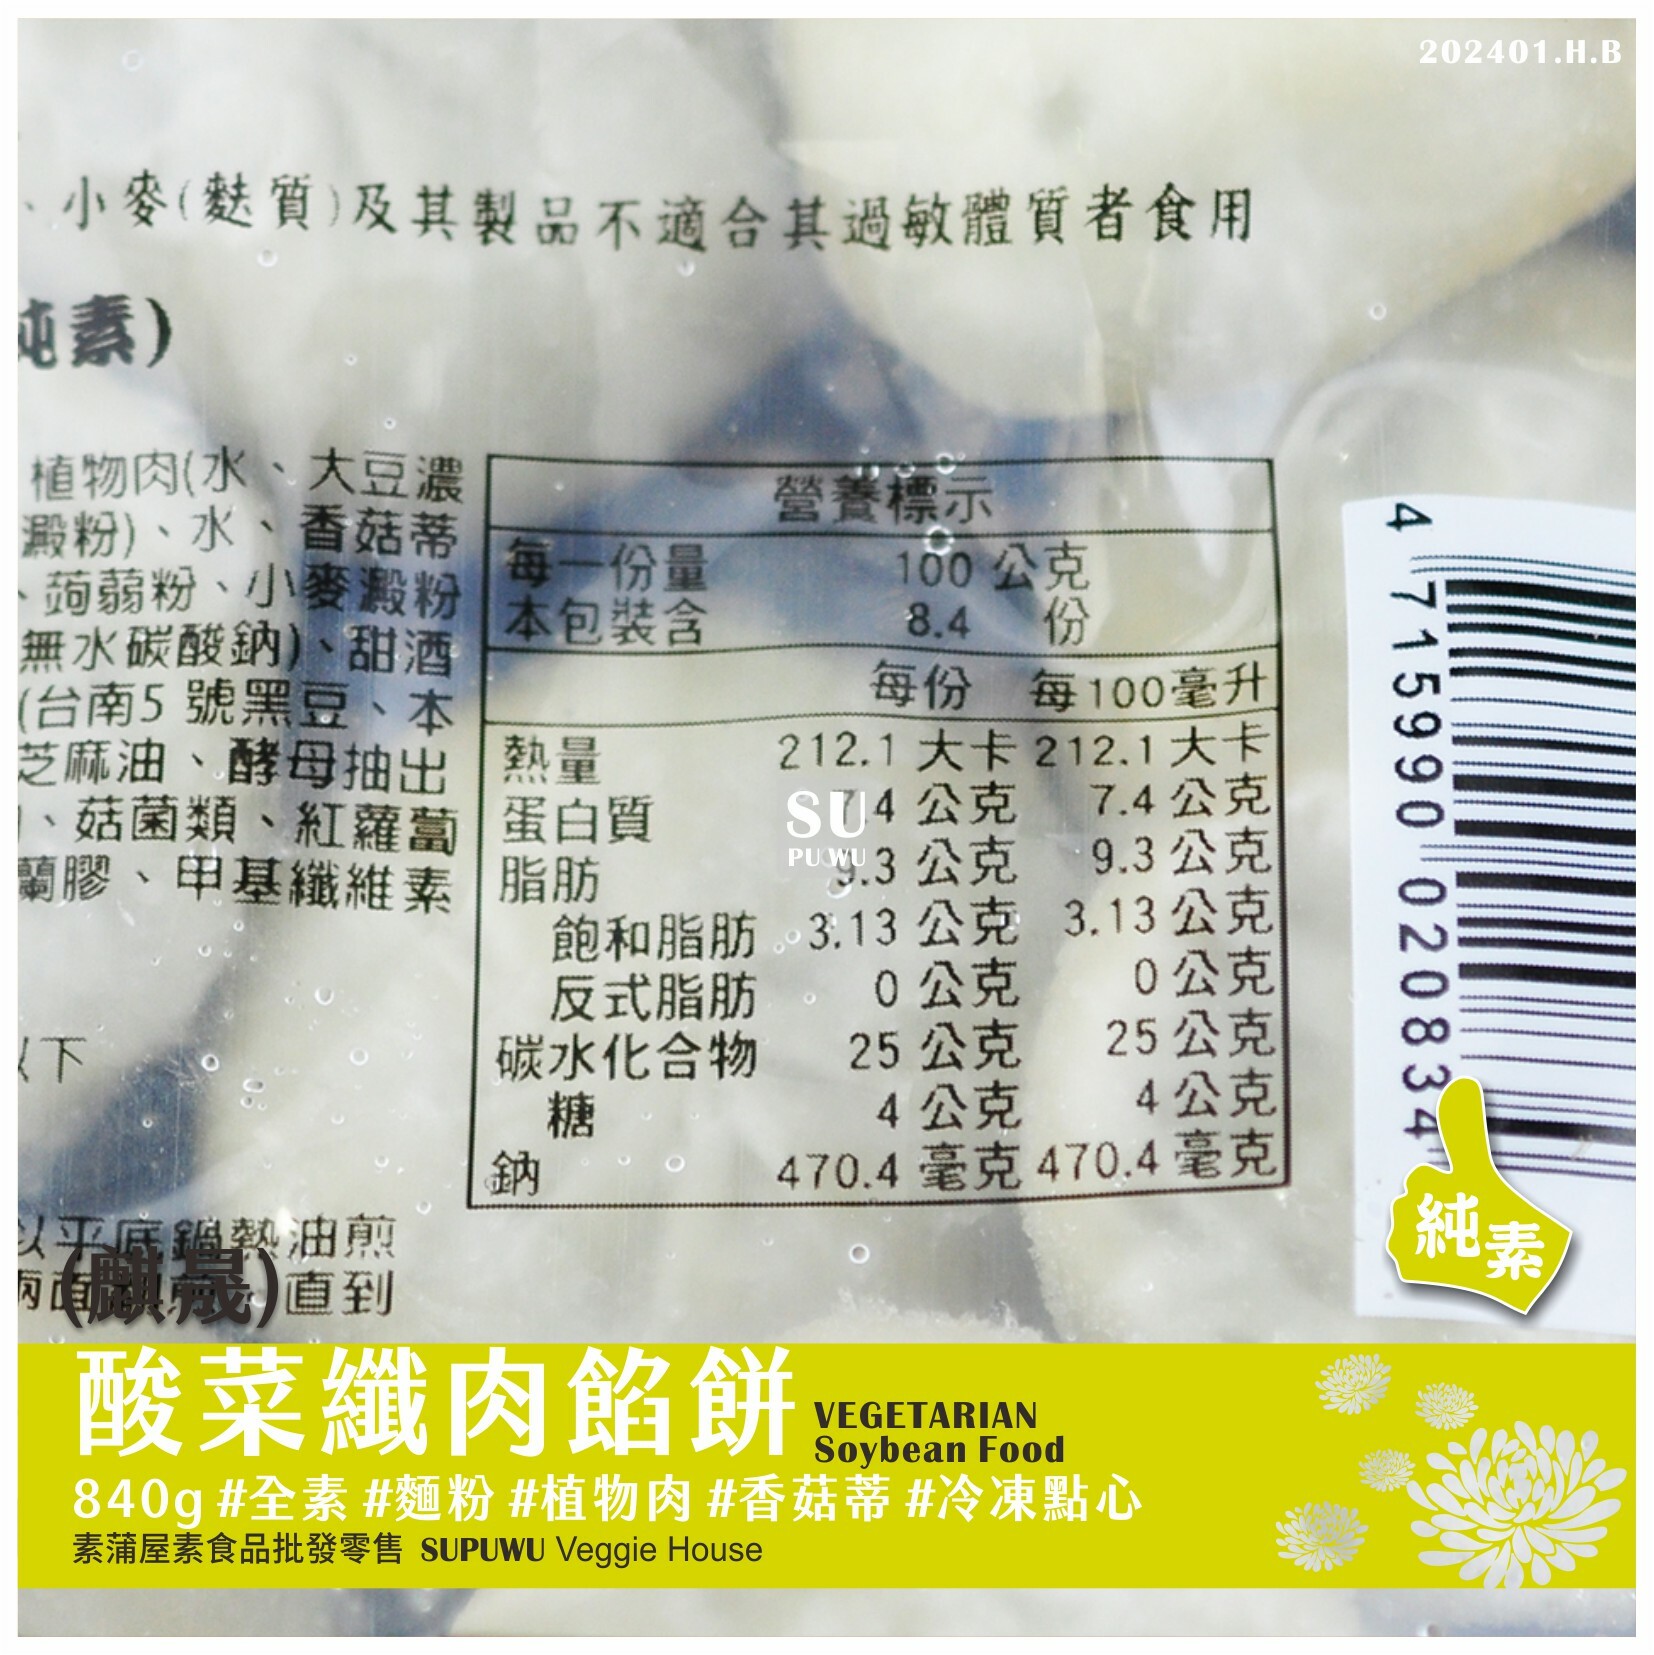 202401.H.B
、小麥(麩質)及其製品不適合其過敏體質者食用
純素)
植物肉(水、大豆濃
澱粉)、水、香菇蒂
、蒟蒻粉、小麥澱粉
無水碳酸鈉)、甜酒
(台南5號黑豆、本
芝麻油、酵母抽出
、菇菌類、紅蘿蔔
蘭膠、甲基纖維素
以下
以平底鍋熱油煎
兩面 直到
營養標示
每一份量 100 公克
本包裝含 8.4 份
每份 每100毫升
熱量 212.1 大卡 212.1 大卡
蛋白質 7.4 公克 7.4 公克
脂肪 9.3 公克 9.3 公克
飽和脂肪 3.13 公克 3.13 公克
反式脂肪 0 公克 0 公克
碳水化合物 25 公克 25 公克
糖 4 公克 4 公克
鈉 470.4 毫克 470.4 毫克
SU
PU WU
4 715990 020834
純素
(麒晟)
酸菜纖肉餡餅
VEGETARIAN
Soybean Food
840g #全素 #麵粉 #植物肉 #香菇蒂 #冷凍點心
素蒲屋素食品批發零售 SUPUWU Veggie House